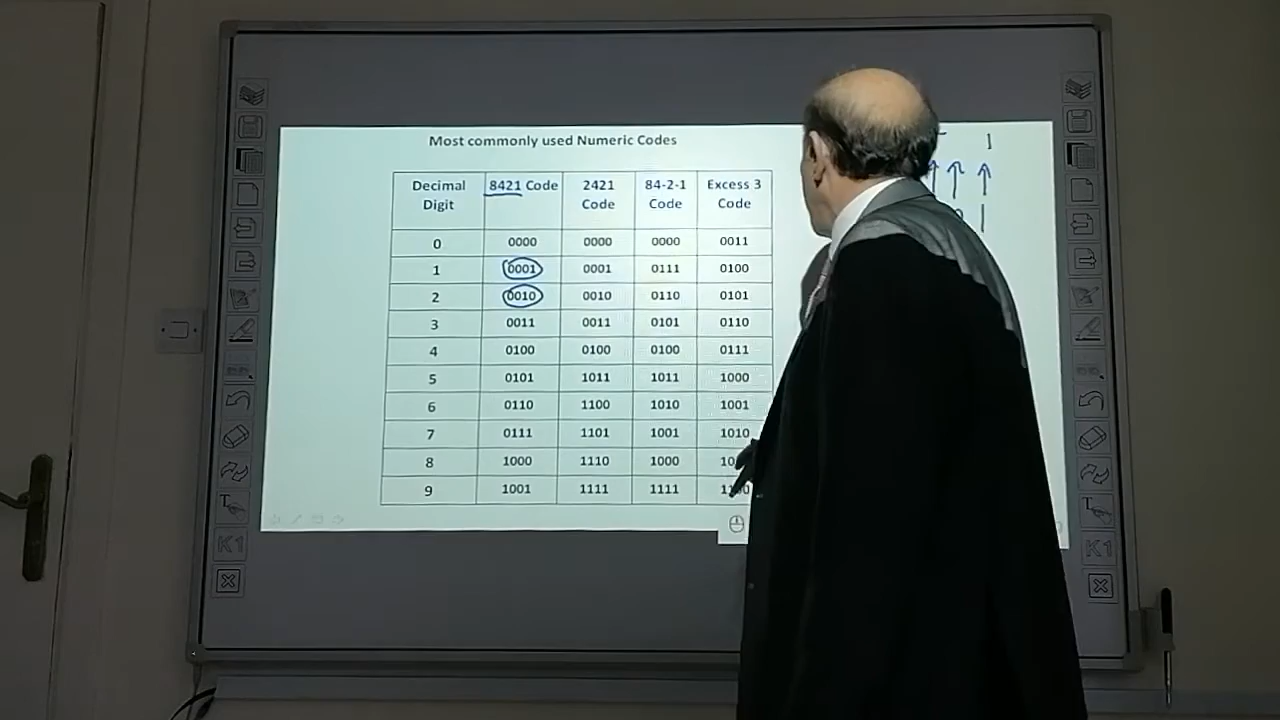 Most commonly used Numeric Codes
Decimal Digit 8421 Code 2421 Code 84-2-1 Code Excess 3 Code
0 0000 0000 0000 0011
1 0001 0001 0111 0100
2 0010 0010 0110 0101
3 0011 0011 0101 0110
4 0100 0100 0100 0111
5 0101 1011 1011 1000
6 0110 1100 1010 1001
7 0111 1101 1001 1010
8 1000 1110 1000
9 1001 1111 1111
1
1
K1
K1